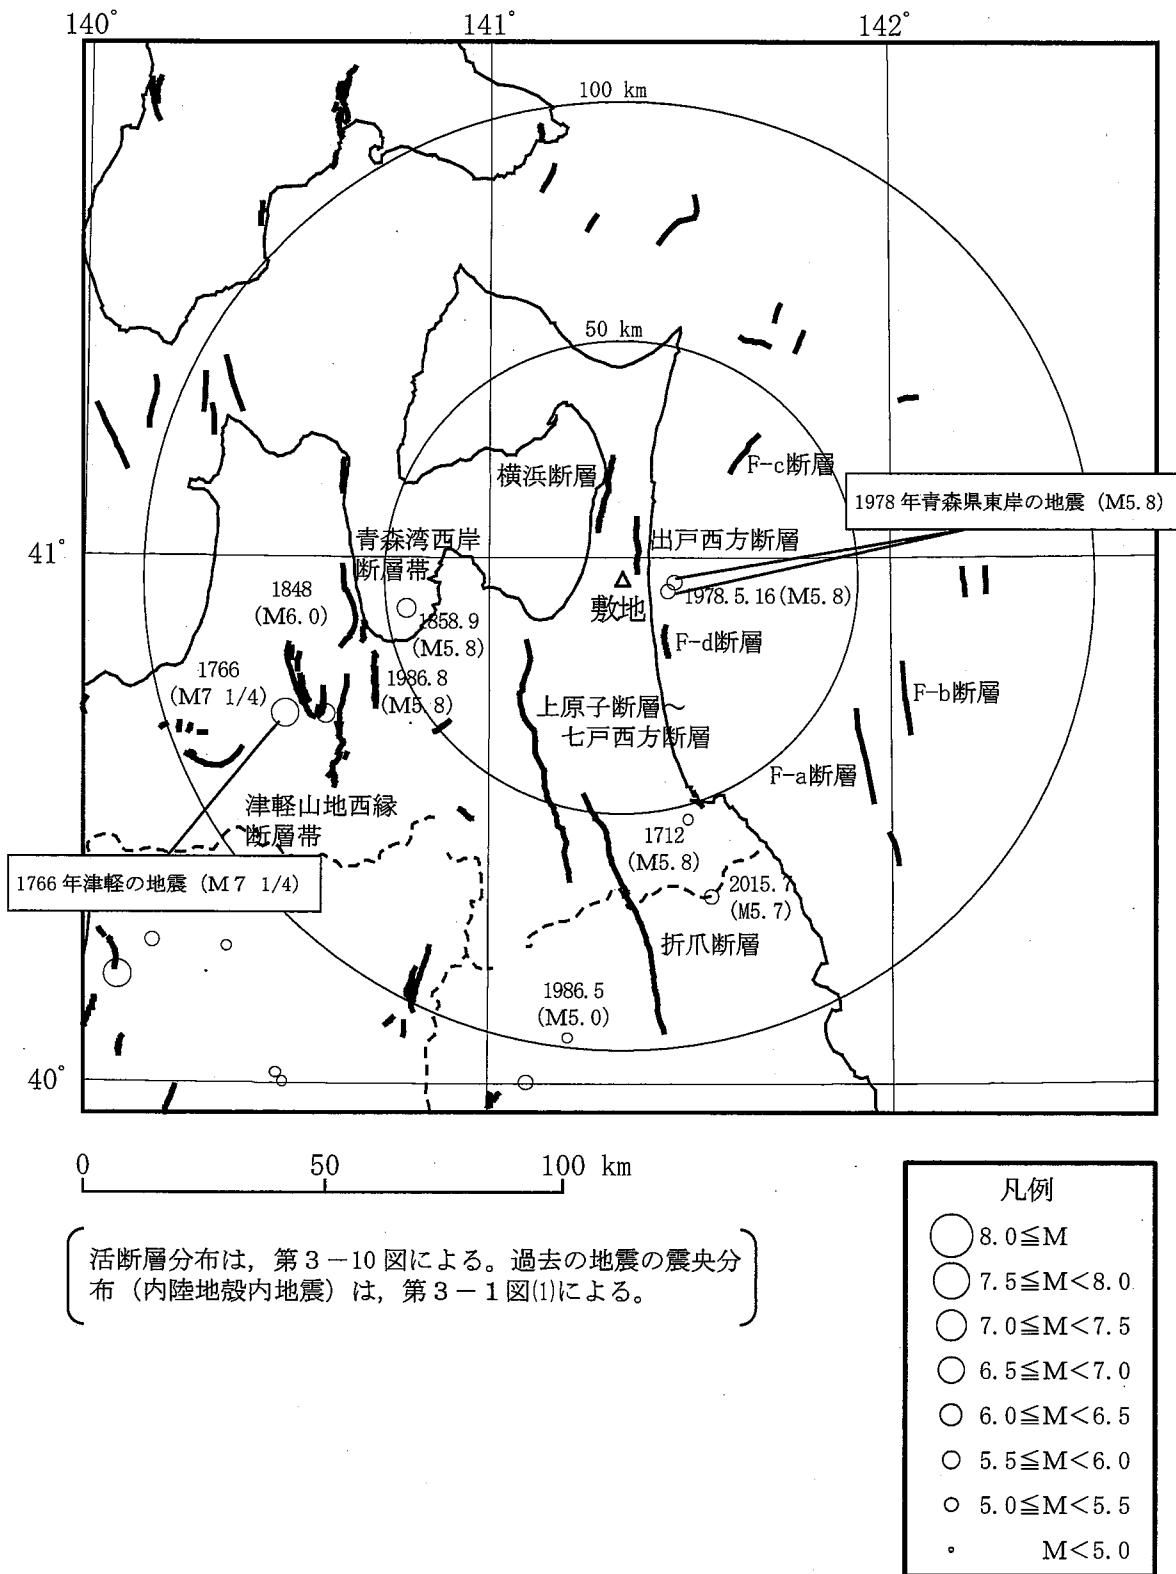 140°
141°
142°
100 km
50 km
F-c断層
横浜断層
1978年青森県東岸の地震（M5.8）
青森湾西岸
断層帯
出戸西方断層
41°
1848
(M6.0)
敷地
1978.5.16(M5.8)
1858.9
(M5.8)
F-d断層
1766
(M7 1/4)
1986.8
(M5.8)
F-b断層
上原子断層～
七戸西方断層
F-a断層
津軽山地西縁
断層帯
1712
(M5.8)
1766年津軽の地震（M7 1/4）
2015.7
(M5.7)
折爪断層
1986.5
(M5.0)
40°
0
50
100 km
活断層分布は，第3－10図による。過去の地震の震央分
布（内陸地殻内地震）は，第3－1図(1)による。
凡例
8.0≦M
7.5≦M＜8.0
7.0≦M＜7.5
6.5≦M＜7.0
6.0≦M＜6.5
5.5≦M＜6.0
5.0≦M＜5.5
M＜5.0